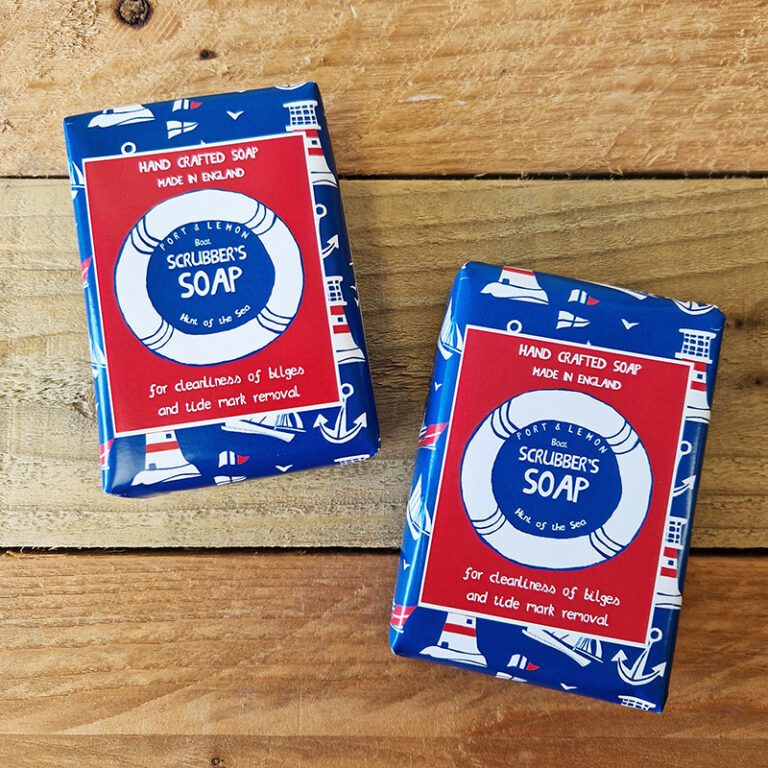 HAND CRAFTED SOAP
MADE IN ENGLAND
PORT & LEMON
Boat
SCRUBBER'S
SOAP
Hint of the Sea
for cleanliness of bilges
and tide mark removal
HAND CRAFTED SOAP
MADE IN ENGLAND
PORT & LEMON
Boat
SCRUBBER'S
SOAP
Hint of the Sea
for cleanliness of bilges
and tide mark removal